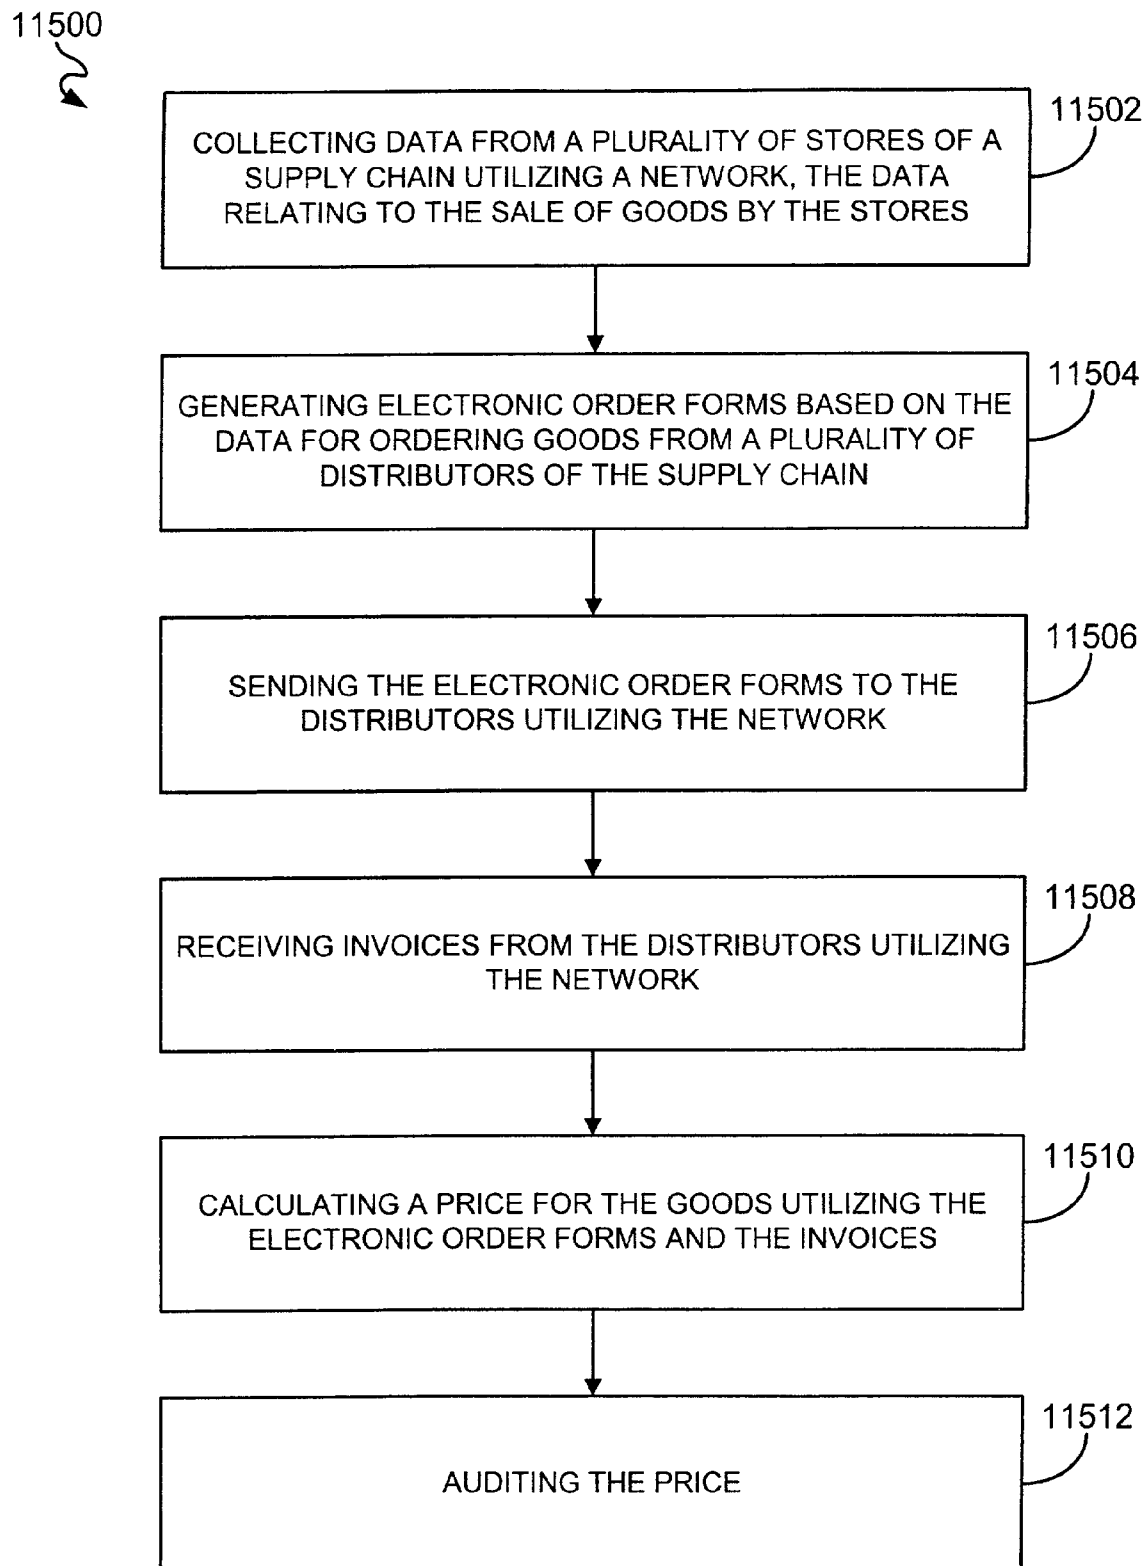 11500
11502
COLLECTING DATA FROM A PLURALITY OF STORES OF A
SUPPLY CHAIN UTILIZING A NETWORK, THE DATA
RELATING TO THE SALE OF GOODS BY THE STORES
11504
GENERATING ELECTRONIC ORDER FORMS BASED ON THE
DATA FOR ORDERING GOODS FROM A PLURALITY OF
DISTRIBUTORS OF THE SUPPLY CHAIN
11506
SENDING THE ELECTRONIC ORDER FORMS TO THE
DISTRIBUTORS UTILIZING THE NETWORK
11508
RECEIVING INVOICES FROM THE DISTRIBUTORS UTILIZING
THE NETWORK
11510
CALCULATING A PRICE FOR THE GOODS UTILIZING THE
ELECTRONIC ORDER FORMS AND THE INVOICES
11512
AUDITING THE PRICE